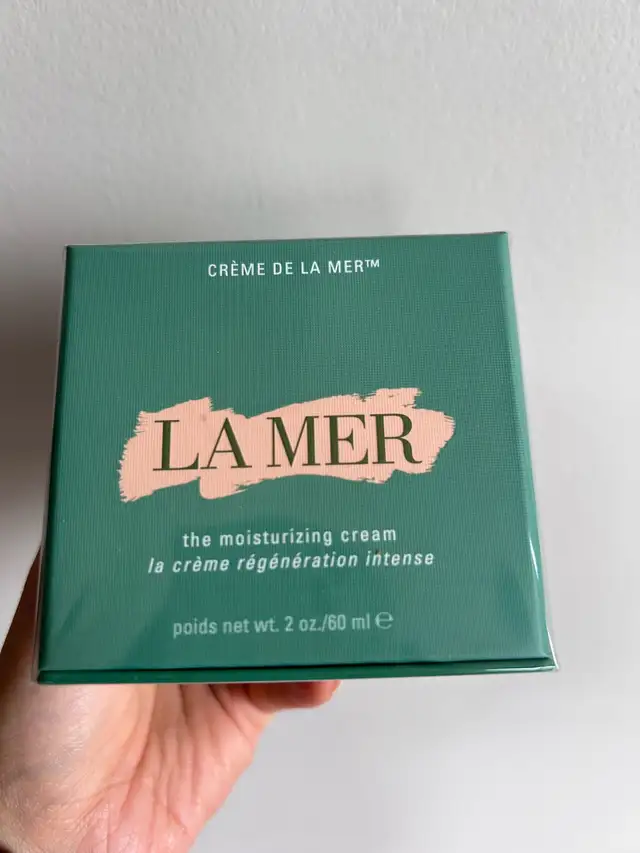 CRÈME DE LA MER™
LA MER
the moisturizing cream
la crème régénération intense
poids net wt. 2 oz./60 ml ℮